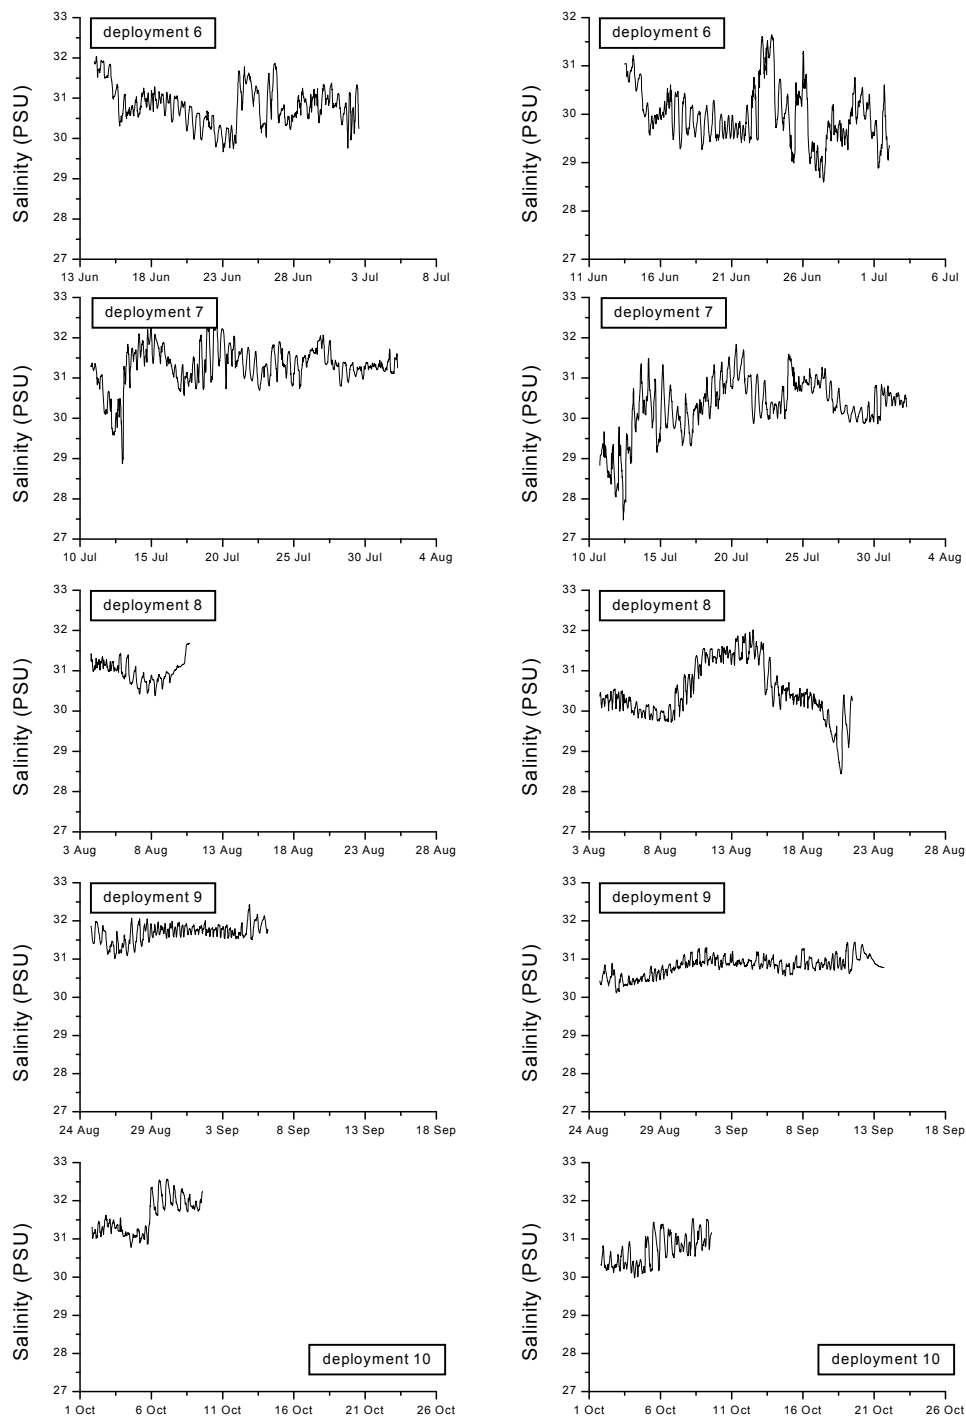 33
deployment 6
32
31
30
29
28
27
Salinity (PSU)
13 Jun 18 Jun 23 Jun 28 Jun 3 Jul 8 Jul
32
deployment 6
31
30
29
28
27
Salinity (PSU)
11 Jun 16 Jun 21 Jun 26 Jun 1 Jul 6 Jul
33
deployment 7
32
31
30
29
28
27
Salinity (PSU)
10 Jul 15 Jul 20 Jul 25 Jul 30 Jul 4 Aug
33
deployment 7
32
31
30
29
28
27
Salinity (PSU)
10 Jul 15 Jul 20 Jul 25 Jul 30 Jul 4 Aug
33
deployment 8
32
31
30
29
28
27
Salinity (PSU)
3 Aug 8 Aug 13 Aug 18 Aug 23 Aug 28 Aug
33
deployment 8
32
31
30
29
28
27
Salinity (PSU)
3 Aug 8 Aug 13 Aug 18 Aug 23 Aug 28 Aug
33
deployment 9
32
31
30
29
28
27
Salinity (PSU)
24 Aug 29 Aug 3 Sep 8 Sep 13 Sep 18 Sep
33
deployment 9
32
31
30
29
28
27
Salinity (PSU)
24 Aug 29 Aug 3 Sep 8 Sep 13 Sep 18 Sep
33
32
31
30
29
28
27
Salinity (PSU)
deployment 10
1 Oct 6 Oct 11 Oct 16 Oct 21 Oct 26 Oct
33
32
31
30
29
28
27
Salinity (PSU)
deployment 10
1 Oct 6 Oct 11 Oct 16 Oct 21 Oct 26 Oct